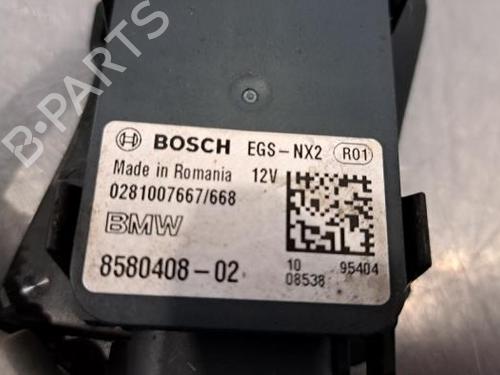 B-PARTS
BOSCH EGS-NX2 R01
Made in Romania 12V
0281007667/668
BMW
8580408-02
10 95404
08538